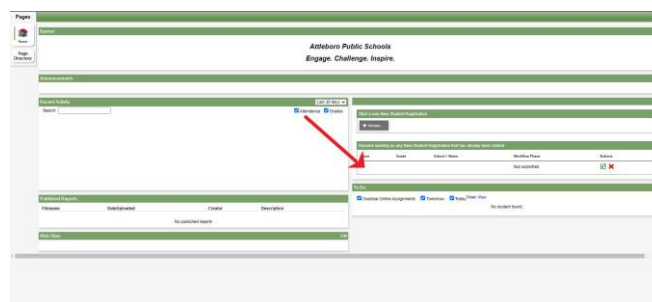 Pages
Home
Page
Directory
Banner
Attleboro Public Schools
Engage. Challenge. Inspire.
Announcements
Recent Activity
Last 30 days
Search
Attendance
Grades
Published Reports
Filename
Date Uploaded
Creator
Description
No published reports
Web Sites
Edit
Start a new New Student Registration
+ Initiate...
Resume working on any New Student Registration that has already been started
Name
Grade
School > Name
Workflow Phase
Actions
Not submitted
To Do
Overdue Online Assignments
Tomorrow
Today
Week View
No student found.